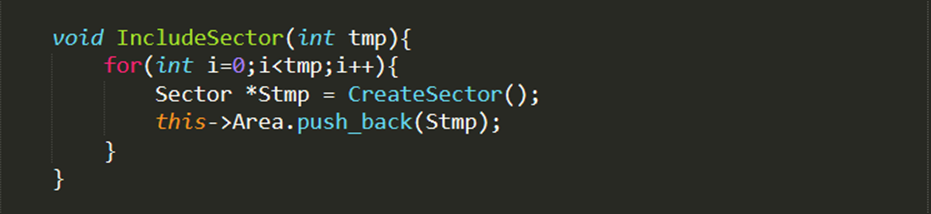 void IncludeSector(int tmp){
    for(int i=0;i<tmp;i++){
        Sector *Stmp = CreateSector();
        this->Area.push_back(Stmp);
    }
}